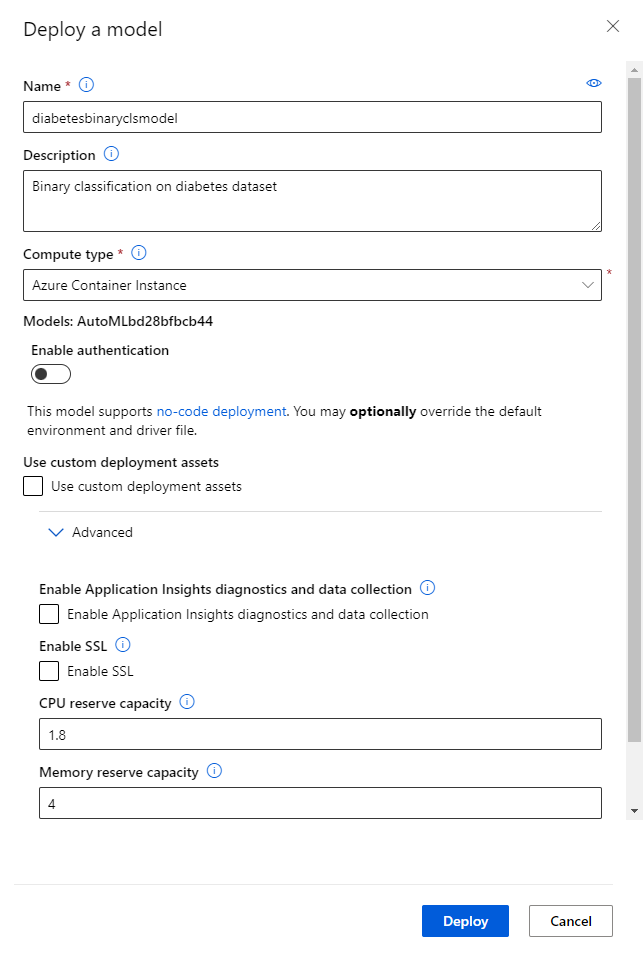 Deploy a model
Name *
diabetesbinaryclsmodel
Description
Binary classification on diabetes dataset
Compute type *
Azure Container Instance
*
Models: AutoMLbd28bfbcb44
Enable authentication
This model supports no-code deployment. You may optionally override the default
environment and driver file.
Use custom deployment assets
Use custom deployment assets
Advanced
Enable Application Insights diagnostics and data collection
Enable Application Insights diagnostics and data collection
Enable SSL
Enable SSL
CPU reserve capacity
1.8
Memory reserve capacity
4
Deploy
Cancel